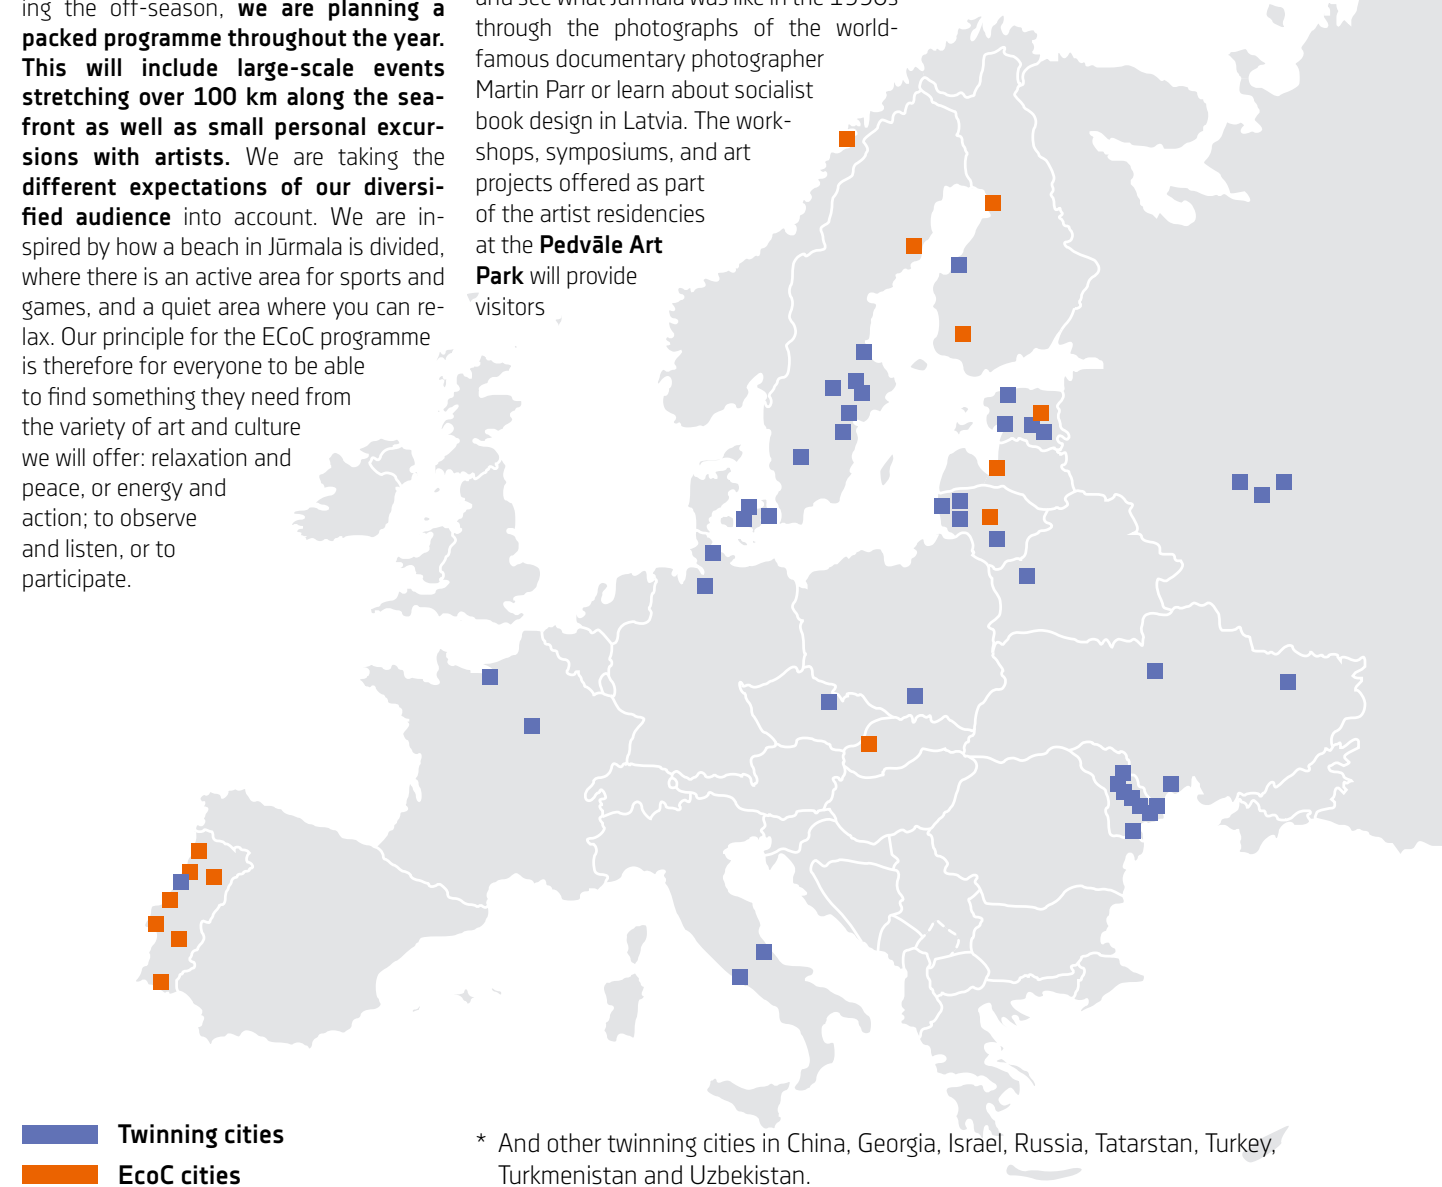 ing the off-season, we are planning a
packed programme throughout the year.
This will include large-scale events
stretching over 100 km along the sea-
front as well as small personal excur-
sions with artists. We are taking the
different expectations of our diversi-
fied audience into account. We are in-
spired by how a beach in Jūrmala is divided,
where there is an active area for sports and
games, and a quiet area where you can re-
lax. Our principle for the ECoC programme
is therefore for everyone to be able
to find something they need from
the variety of art and culture
we will offer: relaxation and
peace, or energy and
action; to observe
and listen, or to
participate.
and see what Jūrmala was like in the 1990s
through the photographs of the world-
famous documentary photographer
Martin Parr or learn about socialist
book design in Latvia. The work-
shops, symposiums, and art
projects offered as part
of the artist residencies
at the Pedvāle Art
Park will provide
visitors
Twinning cities
EcoC cities
* And other twinning cities in China, Georgia, Israel, Russia, Tatarstan, Turkey,
Turkmenistan and Uzbekistan.